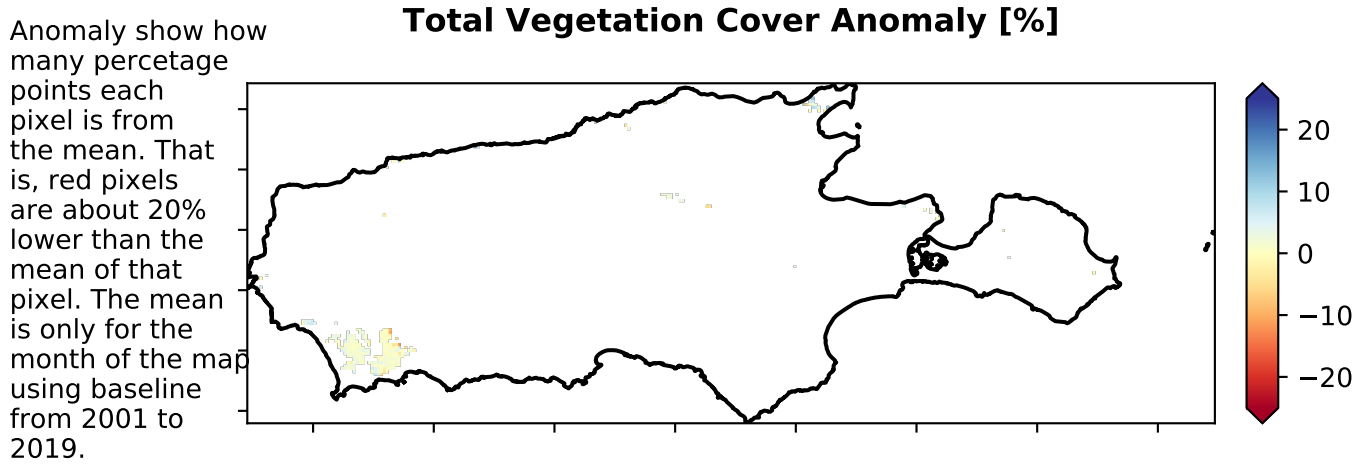 Total Vegetation Cover Anomaly [%]
Anomaly show how
many percetage
points each
pixel is from
the mean. That
is, red pixels
are about 20%
lower than the
mean of that
pixel. The mean
is only for the
month of the map
using baseline
from 2001 to
2019.
20
10
0
−10
−20